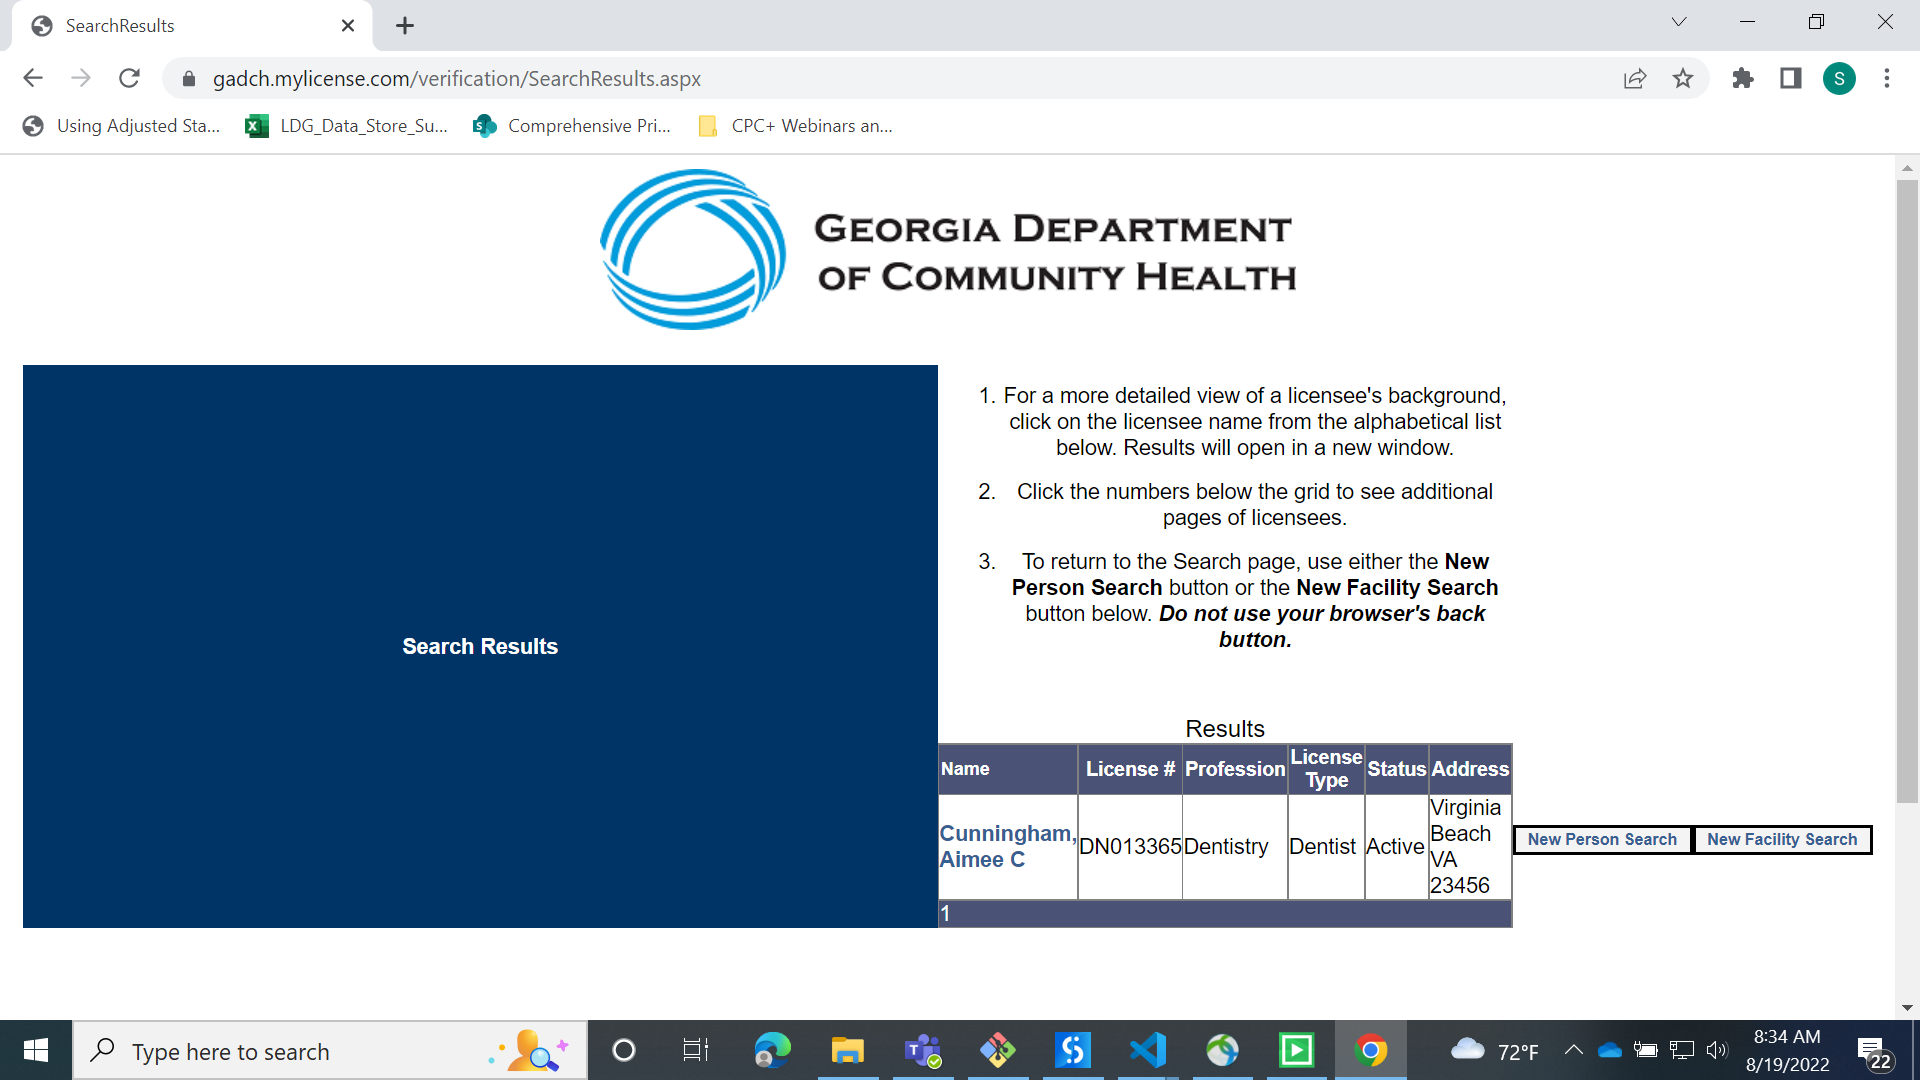 SearchResults
gadch.mylicense.com/verification/SearchResults.aspx
S
Using Adjusted Sta...
LDG_Data_Store_Su...
Comprehensive Pri...
CPC+ Webinars an...
GEORGIA DEPARTMENT
OF COMMUNITY HEALTH
Search Results
1. For a more detailed view of a licensee's background,
click on the licensee name from the alphabetical list
below. Results will open in a new window.
2. Click the numbers below the grid to see additional
pages of licensees.
3. To return to the Search page, use either the New
Person Search button or the New Facility Search
button below. Do not use your browser's back
button.
Results
Name License # Profession License Type Status Address
Cunningham, Aimee C DN013365 Dentistry Dentist Active Virginia Beach VA 23456
1
New Person Search New Facility Search
Type here to search
72°F
8:34 AM
8/19/2022
22